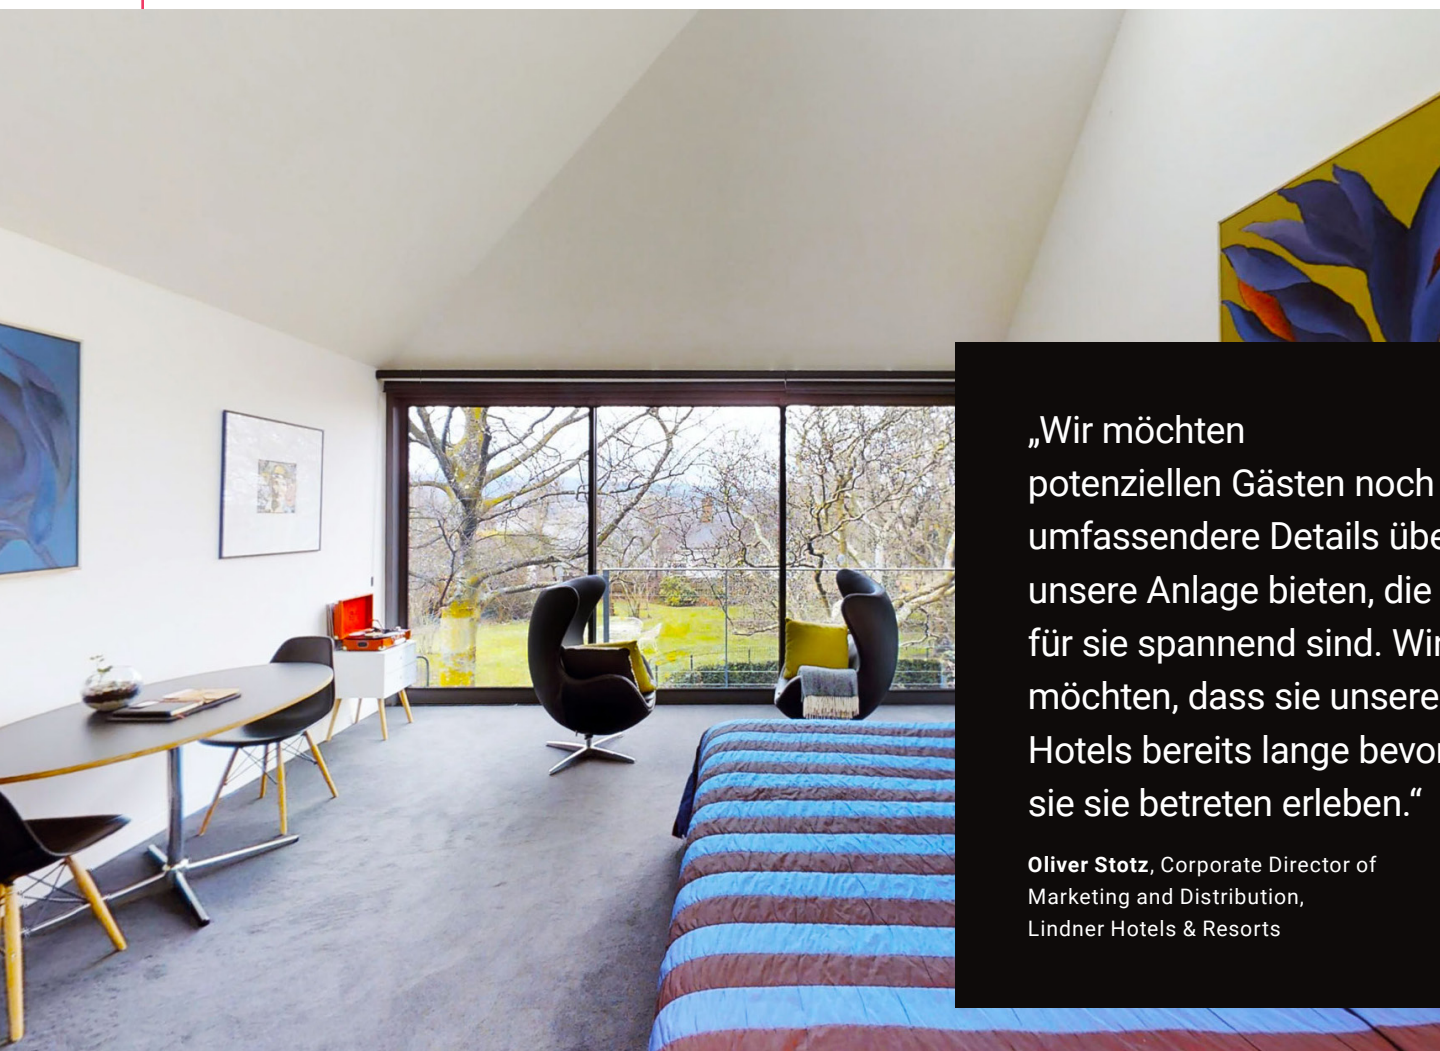 „Wir möchten
potenziellen Gästen noch
umfassendere Details übe
unsere Anlage bieten, die
für sie spannend sind. Wir
möchten, dass sie unsere
Hotels bereits lange bevor
sie sie betreten erleben.“
Oliver Stotz, Corporate Director of
Marketing and Distribution,
Lindner Hotels & Resorts